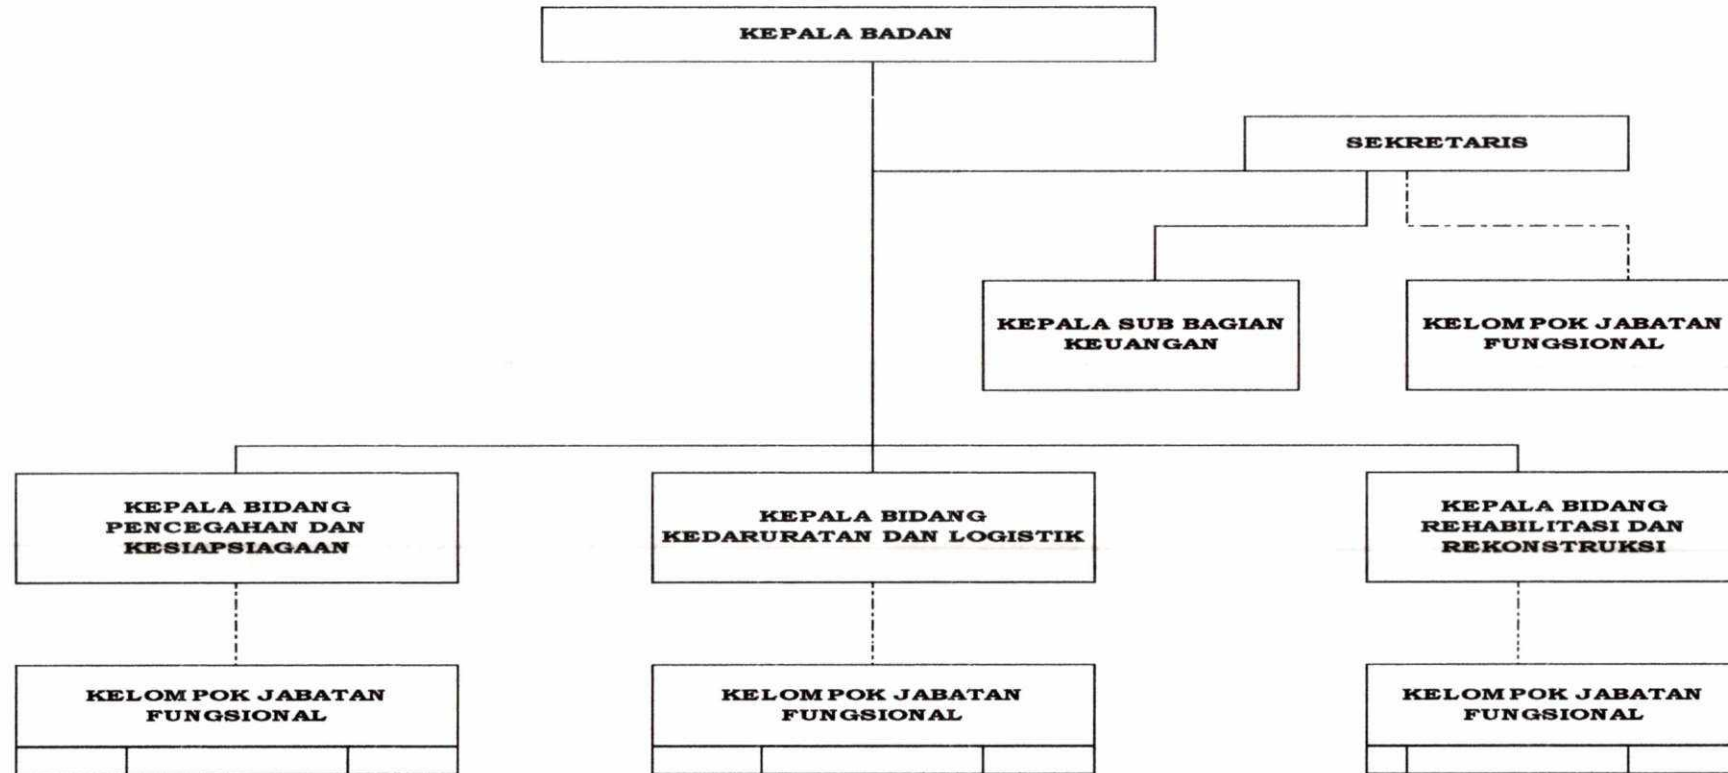 KEPALA BADAN
SEKRETARIS
KEPALA SUB BAGIAN
KEUANGAN
KELOMPOK JABATAN
FUNGSIONAL
KEPALA BIDANG
PENCEGAHAN DAN
KESIAPSIAGAAN
KEPALA BIDANG
KEDARURATAN DAN LOGISTIK
KEPALA BIDANG
REHABILITASI DAN
REKONSTRUKSI
KELOMPOK JABATAN
FUNGSIONAL
KELOMPOK JABATAN
FUNGSIONAL
KELOMPOK JABATAN
FUNGSIONAL